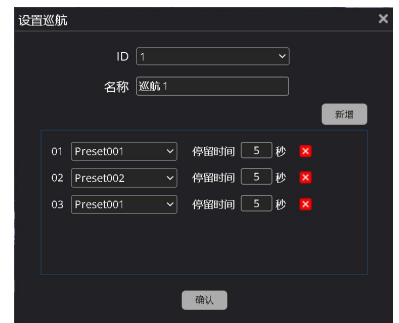 设置巡航
ID 1
名称 巡航 1
新增
01 Preset001 停留时间 5 秒
02 Preset002 停留时间 5 秒
03 Preset001 停留时间 5 秒
确认